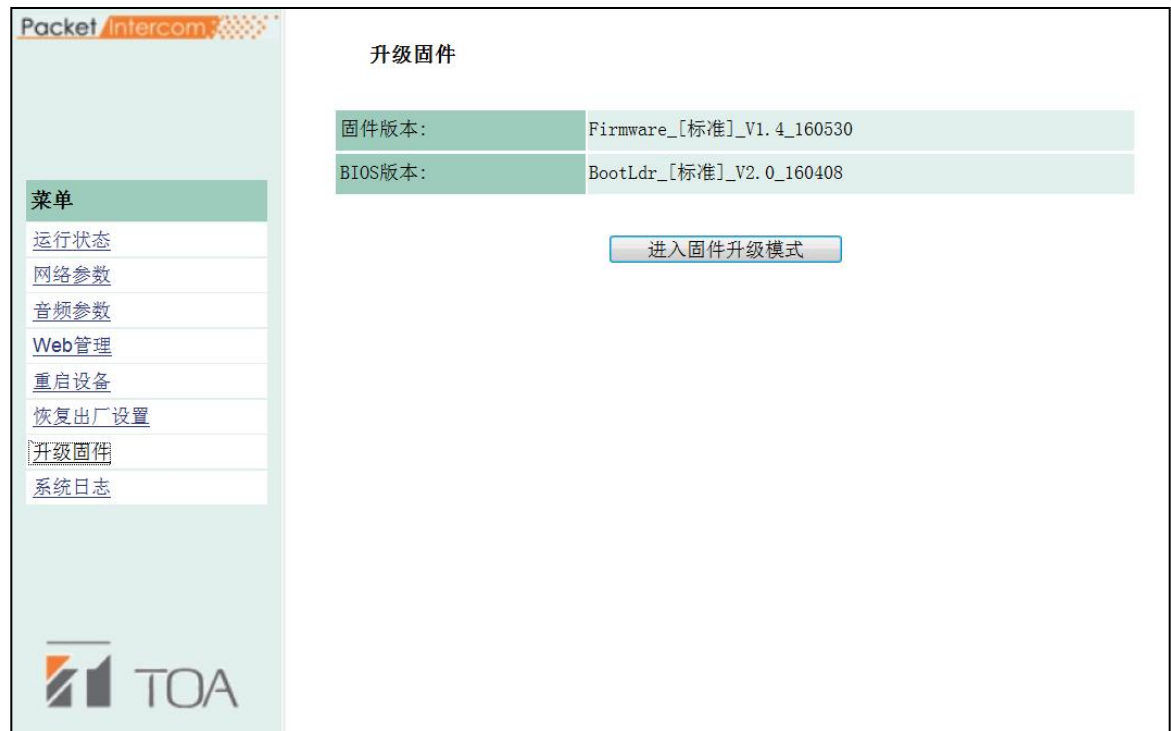 Packet Intercom
升级固件
固件版本: Firmware_[标准]_V1.4_160530
BIOS版本: BootLdr_[标准]_V2.0_160408
进入固件升级模式
菜单
运行状态
网络参数
音频参数
Web管理
重启设备
恢复出厂设置
升级固件
系统日志
TOA